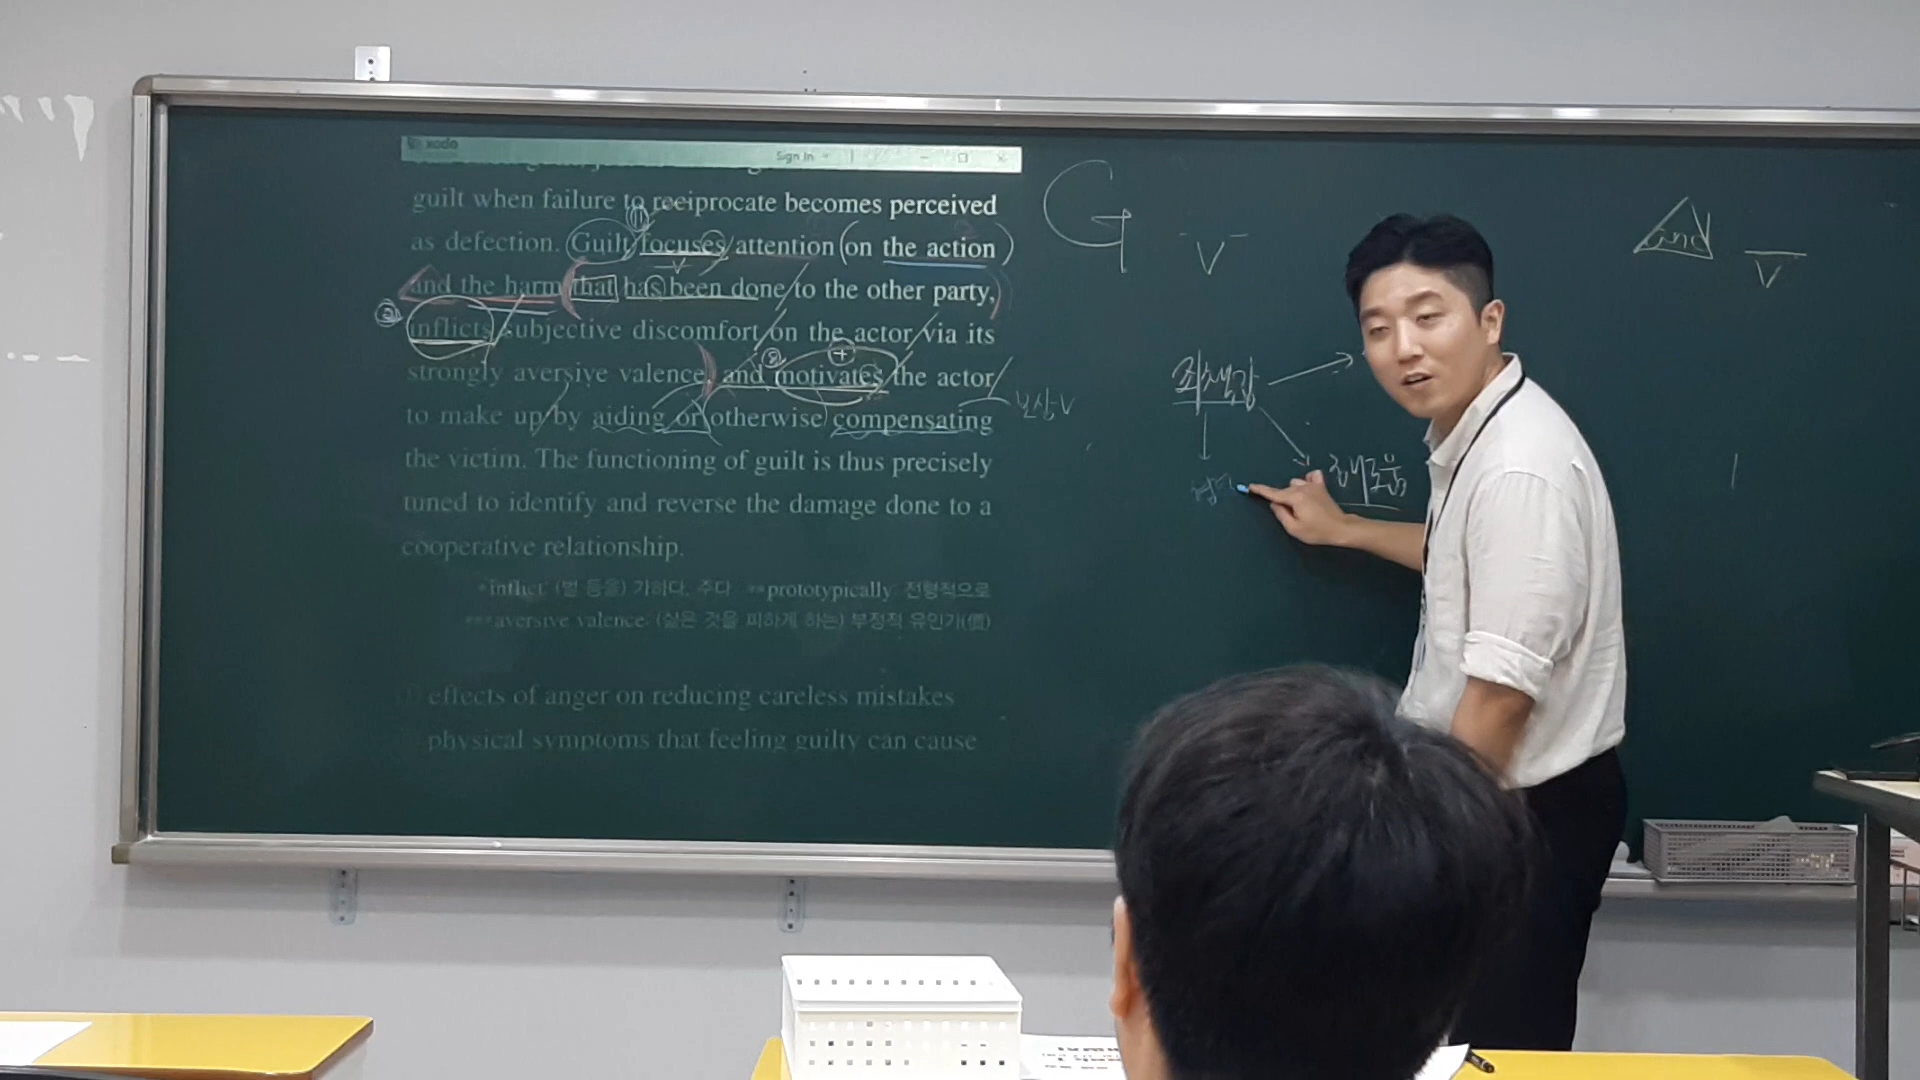 xodo
Sign In
guilt when failure to reciprocate becomes perceived
as defection. Guilt focuses attention on the action
and the harm that has been done to the other party,
inflicts subjective discomfort on the actor via its
strongly aversive valence, and motivates the actor
to make up by aiding or otherwise compensating
the victim. The functioning of guilt is thus precisely
tuned to identify and reverse the damage done to a
cooperative relationship.
*inflict: (벌 등을) 가하다, 주다 **prototypically: 전형적으로
***aversive valence: (싫은 것을 피하게 하는) 부정적 유인가(價)
effects of anger on reducing careless mistakes
physical symptoms that feeling guilty can cause
① V
②
③ +
보상 V
G V
and V
죄책감
해로움